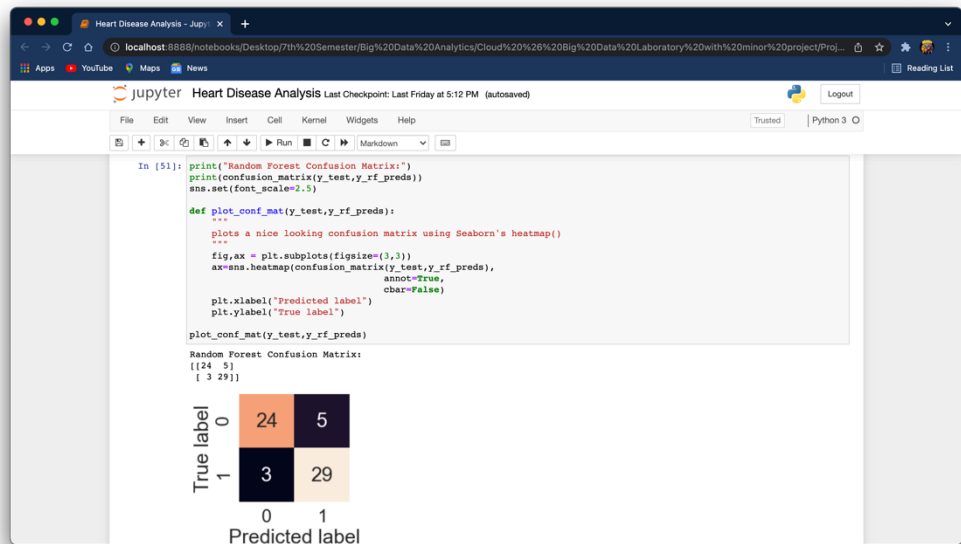 Heart Disease Analysis - Jupyt
localhost:8888/notebooks/Desktop/7th%20Semester/Big%20Data%20Analytics/Cloud%20%26%20Big%20Data%20Laboratory%20with%20minor%20project/Proj...
Apps YouTube Maps GB News Reading List
jupyter Heart Disease Analysis Last Checkpoint: Last Friday at 5:12 PM (autosaved) Logout
File Edit View Insert Cell Kernel Widgets Help Trusted Python 3
Run Markdown
In [51]: print("Random Forest Confusion Matrix:")
print(confusion_matrix(y_test,y_rf_preds))
sns.set(font_scale=2.5)
def plot_conf_mat(y_test,y_rf_preds):
"""
plots a nice looking confusion matrix using Seaborn's heatmap()
"""
fig,ax = plt.subplots(figsize=(3,3))
ax=sns.heatmap(confusion_matrix(y_test,y_rf_preds),
annot=True,
cbar=False)
plt.xlabel("Predicted label")
plt.ylabel("True label")
plot_conf_mat(y_test,y_rf_preds)
Random Forest Confusion Matrix:
[[24 5]
[ 3 29]]
True label
0 24 5
1 3 29
0 1
Predicted label